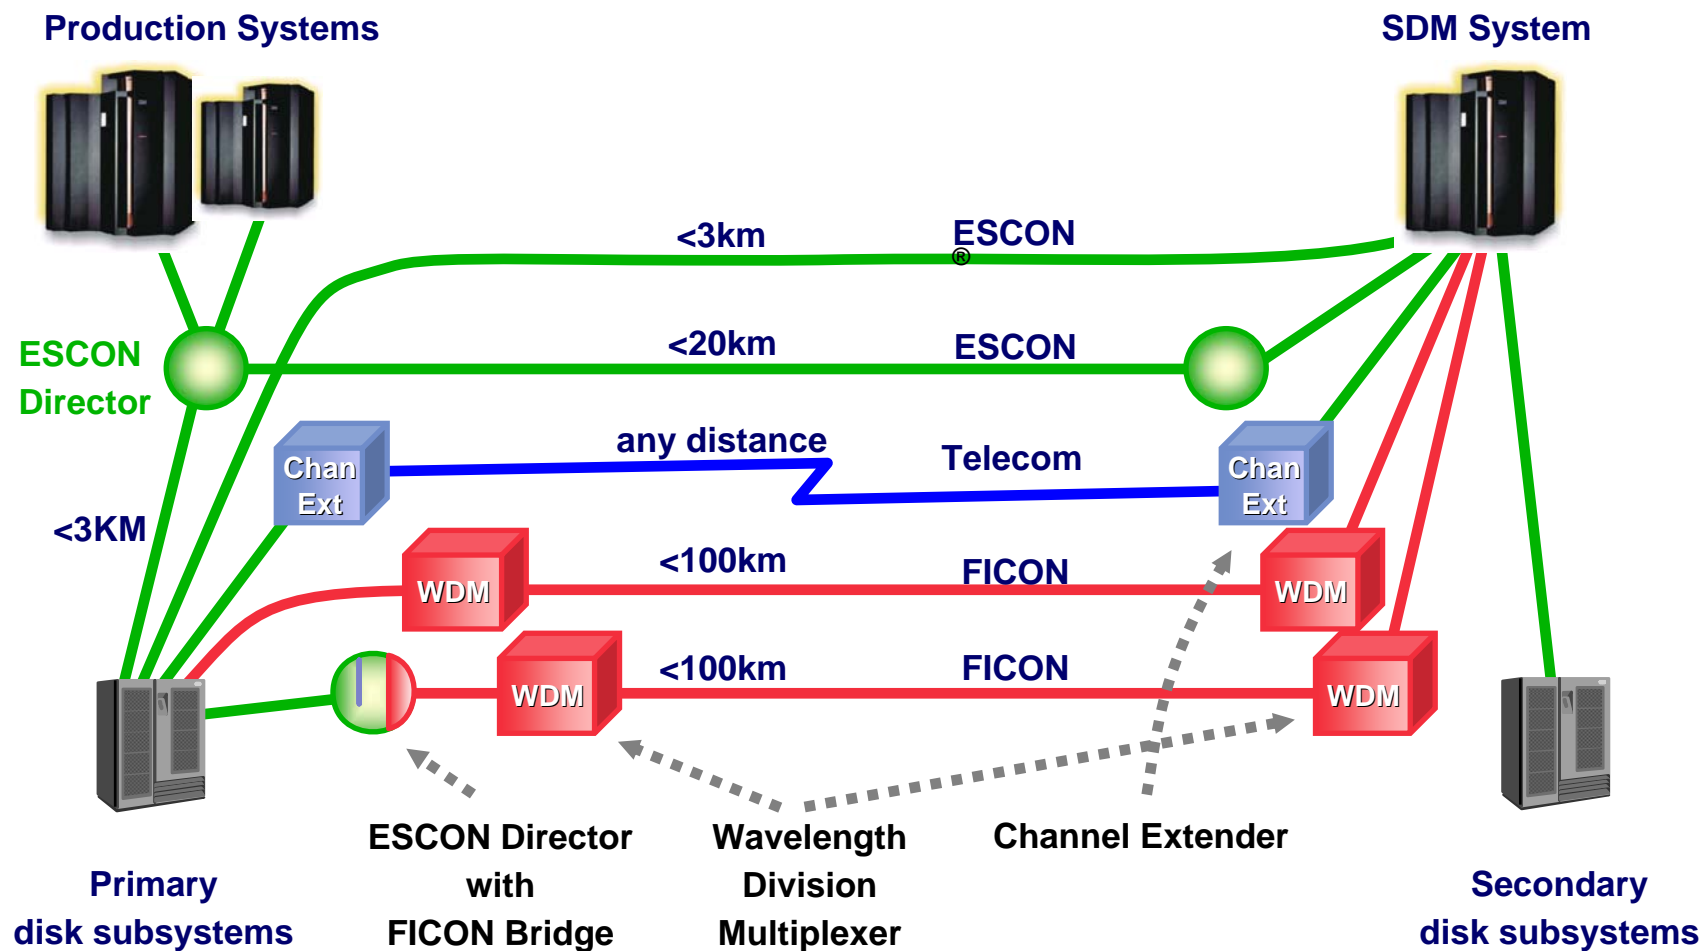 Production Systems
SDM System
<3km
ESCON
®
ESCON
Director
<20km
ESCON
Chan
Ext
any distance
Telecom
Chan
Ext
<3KM
WDM
<100km
FICON
WDM
WDM
<100km
FICON
WDM
ESCON Director
with
FICON Bridge
Wavelength
Division
Multiplexer
Channel Extender
Primary
disk subsystems
Secondary
disk subsystems